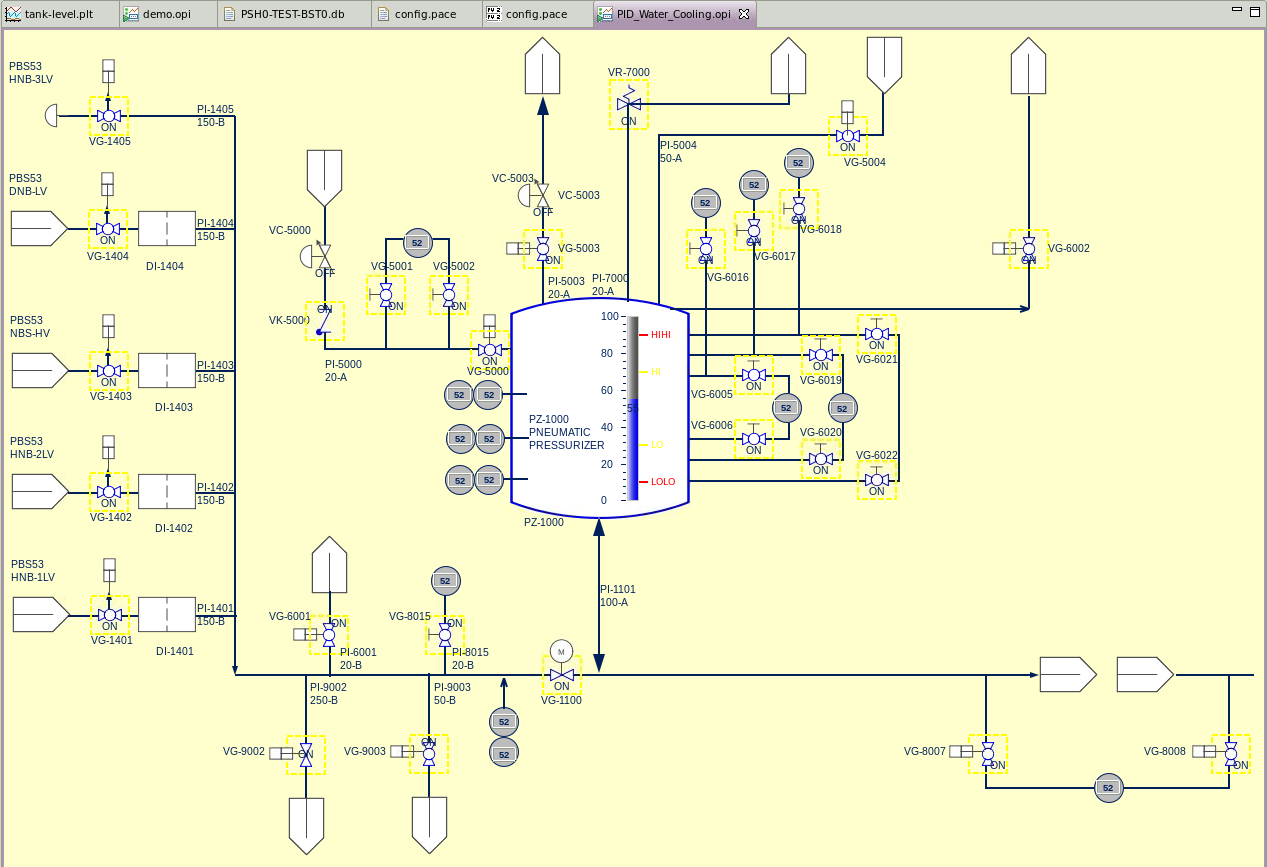 tank-level.plt
demo.opi
PSH0-TEST-BST0.db
config.pace
config.pace
PID_Water_Cooling.opi
PBS53
HNB-3LV
ON
VG-1405
PI-1405
150-B
PBS53
DNB-LV
ON
VG-1404
DI-1404
PI-1404
150-B
PBS53
NBS-HV
ON
VG-1403
DI-1403
PI-1403
150-B
PBS53
HNB-2LV
ON
VG-1402
DI-1402
PI-1402
150-B
PBS53
HNB-1LV
ON
VG-1401
DI-1401
PI-1401
150-B
VC-5000
OFF
ON
VK-5000
PI-5000
20-A
52
VG-5001
ON
VG-5002
ON
ON
VG-5000
VC-5003
VC-5003
OFF
VG-5003
ON
PI-5003
20-A
VR-7000
ON
PI-7000
20-A
PI-5004
50-A
ON
VG-5004
52
52
52
ON
VG-6016
ON
VG-6017
ON
VG-6018
VG-6002
ON
52
52
52
52
52
52
PZ-1000
PNEUMATIC
PRESSURIZER
100
80
60
40
20
0
55
HIHI
HI
LO
LOLO
PZ-1000
ON
VG-6021
ON
VG-6019
VG-6005
ON
52
52
VG-6006
ON
VG-6020
ON
VG-6022
ON
PI-1101
100-A
VG-6001
ON
PI-6001
20-B
52
VG-8015
ON
PI-8015
20-B
M
ON
VG-1100
PI-9002
250-B
PI-9003
50-B
VG-9002
ON
VG-9003
ON
52
52
VG-8007
ON
52
VG-8008
ON